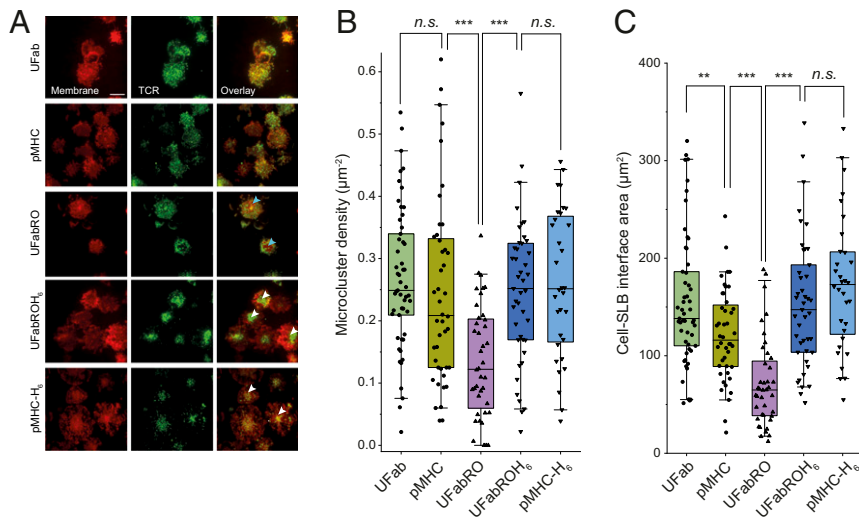 A
UFab
Membrane TCR Overlay
pMHC
UFabRO
UFabROH₆
pMHC-H₆
B
n.s. *** *** n.s.
Microcluster density (µm⁻²)
0.6
0.5
0.4
0.3
0.2
0.1
0.0
UFab pMHC UFabRO UFabROH₆ pMHC-H₆
C
** *** *** n.s.
Cell-SLB interface area (µm²)
400
300
200
100
0
UFab pMHC UFabRO UFabROH₆ pMHC-H₆